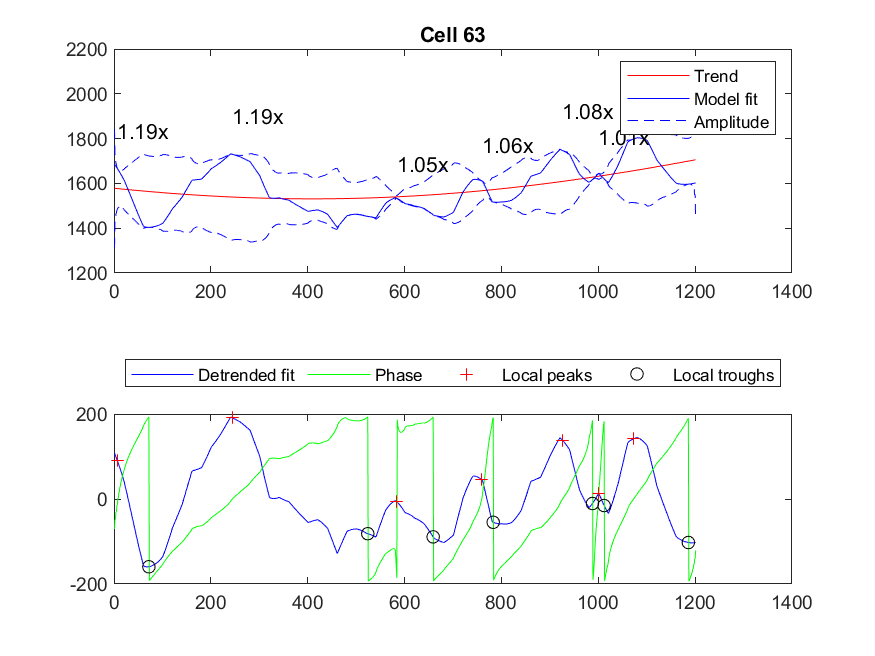 Cell 63
2200
2000
1800
1600
1400
1200
0 200 400 600 800 1000 1200 1400
1.19x
1.19x
1.05x
1.06x
1.08x
Trend
Model fit
Amplitude
Detrended fit Phase Local peaks Local troughs
200
0
-200
0 200 400 600 800 1000 1200 1400